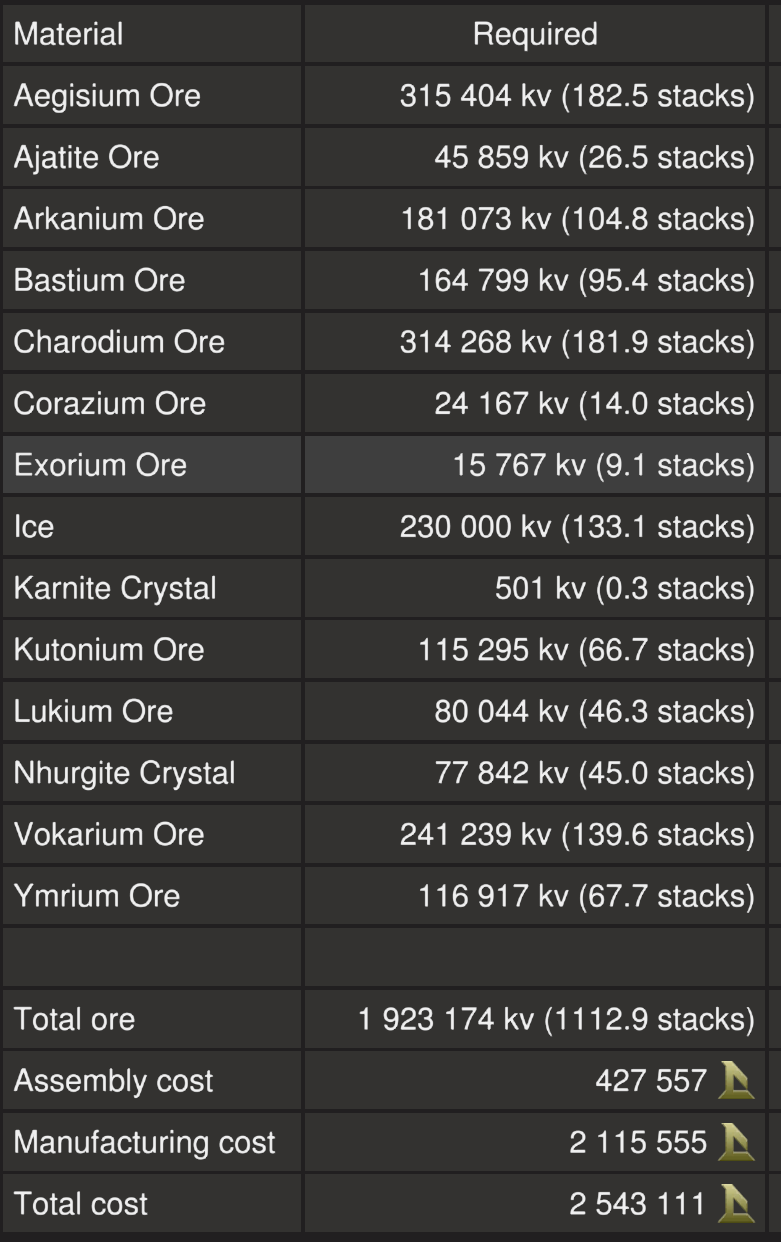 Material Required
Aegisium Ore 315 404 kv (182.5 stacks)
Ajatite Ore 45 859 kv (26.5 stacks)
Arkanium Ore 181 073 kv (104.8 stacks)
Bastium Ore 164 799 kv (95.4 stacks)
Charodium Ore 314 268 kv (181.9 stacks)
Corazium Ore 24 167 kv (14.0 stacks)
Exorium Ore 15 767 kv (9.1 stacks)
Ice 230 000 kv (133.1 stacks)
Karnite Crystal 501 kv (0.3 stacks)
Kutonium Ore 115 295 kv (66.7 stacks)
Lukium Ore 80 044 kv (46.3 stacks)
Nhurgite Crystal 77 842 kv (45.0 stacks)
Vokarium Ore 241 239 kv (139.6 stacks)
Ymrium Ore 116 917 kv (67.7 stacks)
Total ore 1 923 174 kv (1112.9 stacks)
Assembly cost 427 557
Manufacturing cost 2 115 555
Total cost 2 543 111